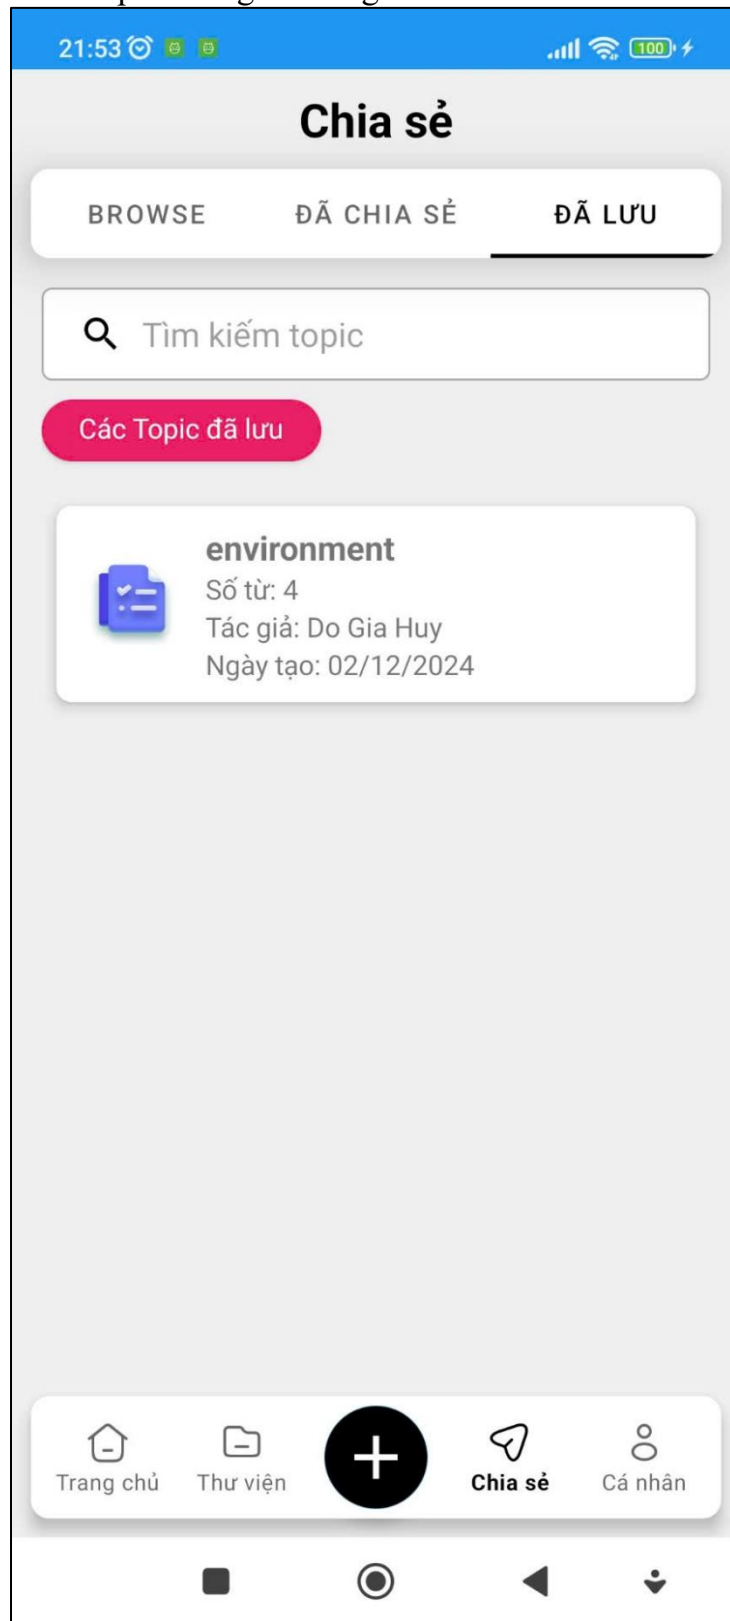 21:53
100
Chia sẻ
BROWSE ĐÃ CHIA SẺ ĐÃ LƯU
Tìm kiếm topic
Các Topic đã lưu
environment
Số từ: 4
Tác giả: Do Gia Huy
Ngày tạo: 02/12/2024
Trang chủ Thư viện Chia sẻ Cá nhân